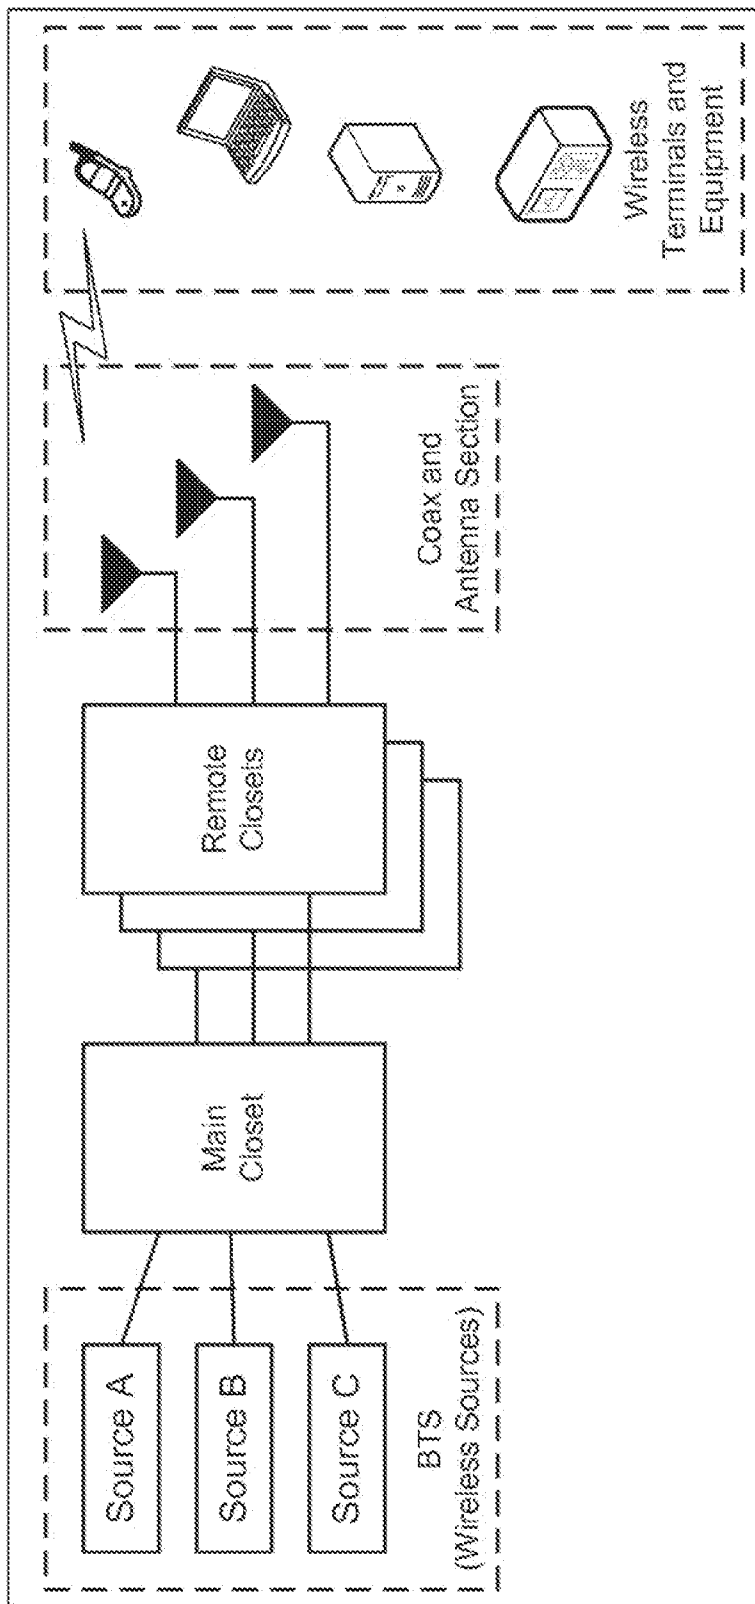 Source A
Source B
Source C
BTS
(Wireless Sources)
Main
Closet
Remote
Closets
Coax and
Antenna Section
Wireless
Terminals and
Equipment